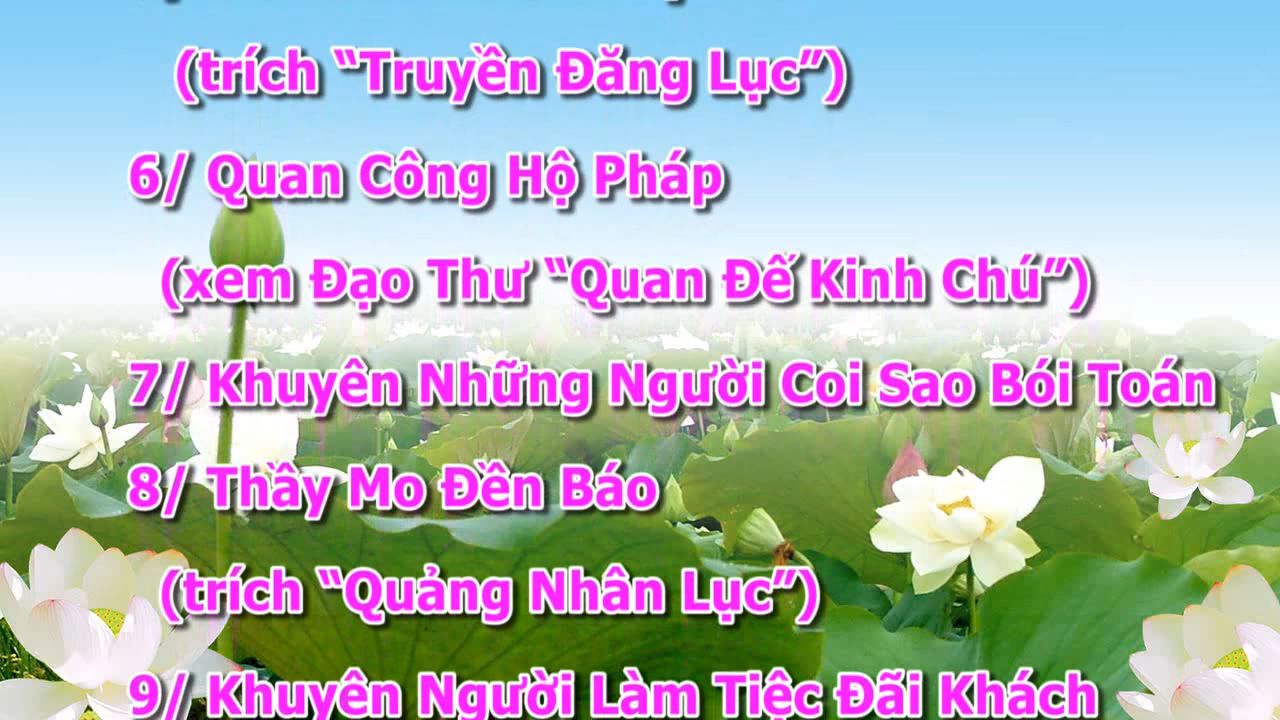 (trích “Truyền Đăng Lục”)
6/ Quan Công Hộ Pháp
(xem Đạo Thư “Quan Đế Kinh Chú”)
7/ Khuyên Những Người Coi Sao Bói Toán
8/ Thầy Mo Đền Báo
(trích “Quảng Nhân Lục”)
9/ Khuyên Người Làm Tiệc Đãi Khách